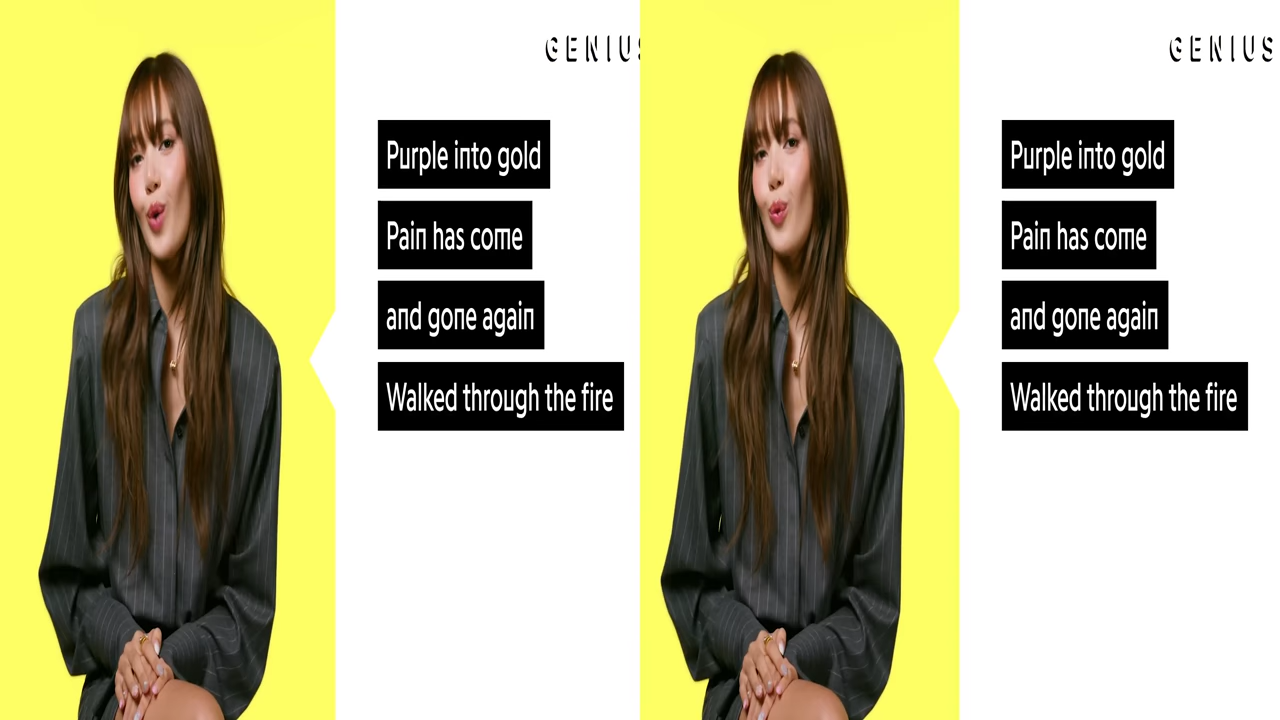 GENIUS
Purple into gold
Pain has come
and gone again
Walked through the fire
GENIUS
Purple into gold
Pain has come
and gone again
Walked through the fire